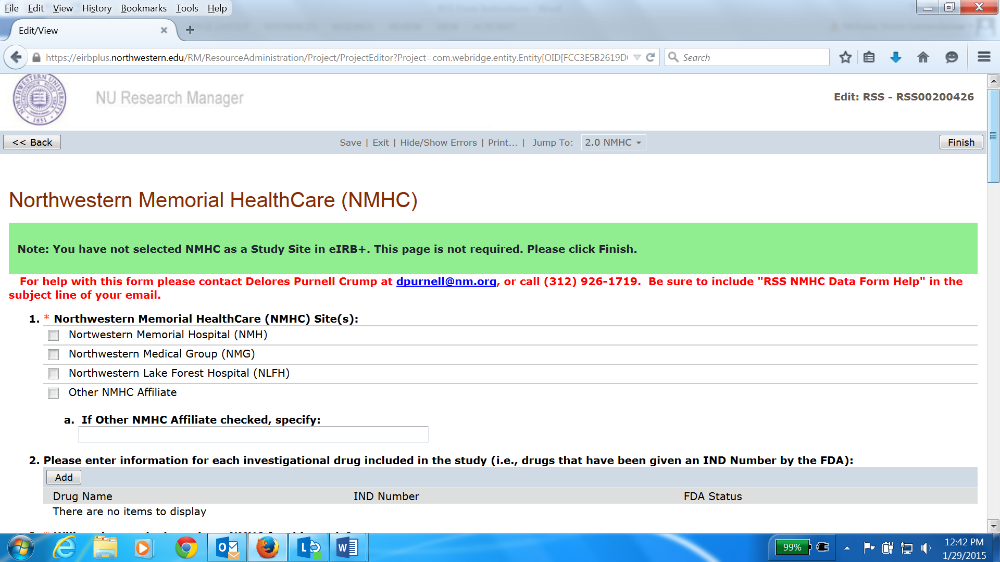 File Edit View History Bookmarks Tools Help
Edit/View
https://eirbplus.northwestern.edu/RM/ResourceAdministration/Project/ProjectEditor?Project=com.webridge.entity.Entity[OID[FCC3E5B2619D
Search
NORTHWESTERN UNIVERSITY
1851
NU Research Manager
Edit: RSS - RSS00200426
<< Back
Save | Exit | Hide/Show Errors | Print... | Jump To: 2.0 NMHC
Finish
Northwestern Memorial HealthCare (NMHC)
Note: You have not selected NMHC as a Study Site in eIRB+. This page is not required. Please click Finish.
For help with this form please contact Delores Purnell Crump at dpurnell@nm.org, or call (312) 926-1719. Be sure to include "RSS NMHC Data Form Help" in the
subject line of your email.
1. * Northwestern Memorial HealthCare (NMHC) Site(s):
Nortwestern Memorial Hospital (NMH)
Northwestern Medical Group (NMG)
Northwestern Lake Forest Hospital (NLFH)
Other NMHC Affiliate
a. If Other NMHC Affiliate checked, specify:
2. Please enter information for each investigational drug included in the study (i.e., drugs that have been given an IND Number by the FDA):
Add
Drug Name IND Number FDA Status
There are no items to display
99%
12:42 PM
1/29/2015